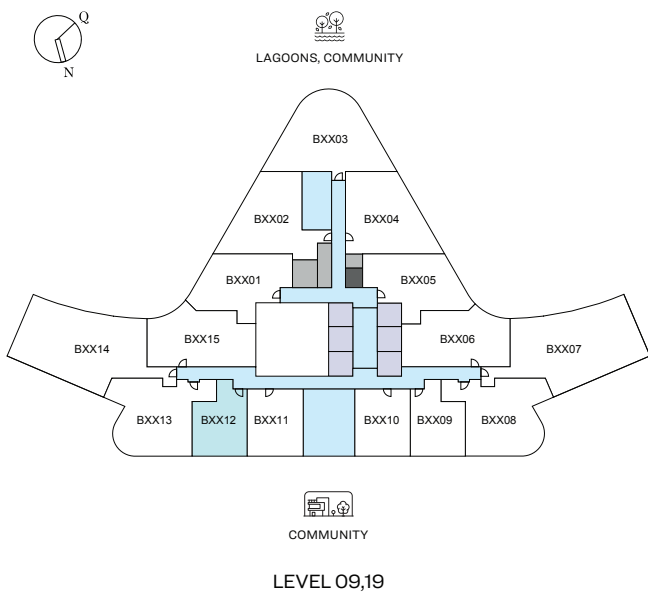 Q
N
LAGOONS, COMMUNITY
BXX03
BXX02
BXX04
BXX01
BXX05
BXX14
BXX15
BXX06
BXX07
BXX13
BXX12
BXX11
BXX10
BXX09
BXX08
COMMUNITY
LEVEL 09,19